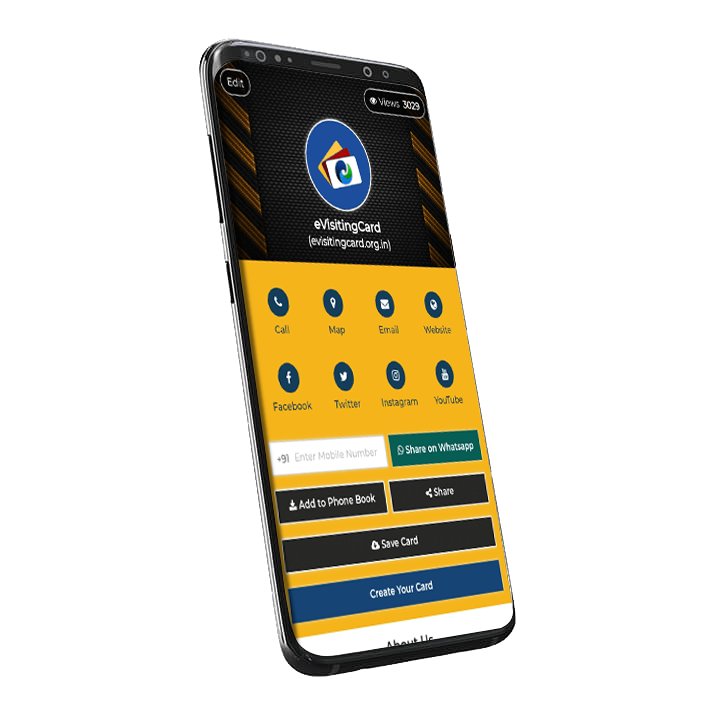 Edit
Views 3029
eVisitingCard
(evisitingcard.org.in)
Call Map Email Website
Facebook Twitter Instagram YouTube
+91 Enter Mobile Number Share on Whatsapp
Add to Phone Book Share
Save Card
Create Your Card
About Us